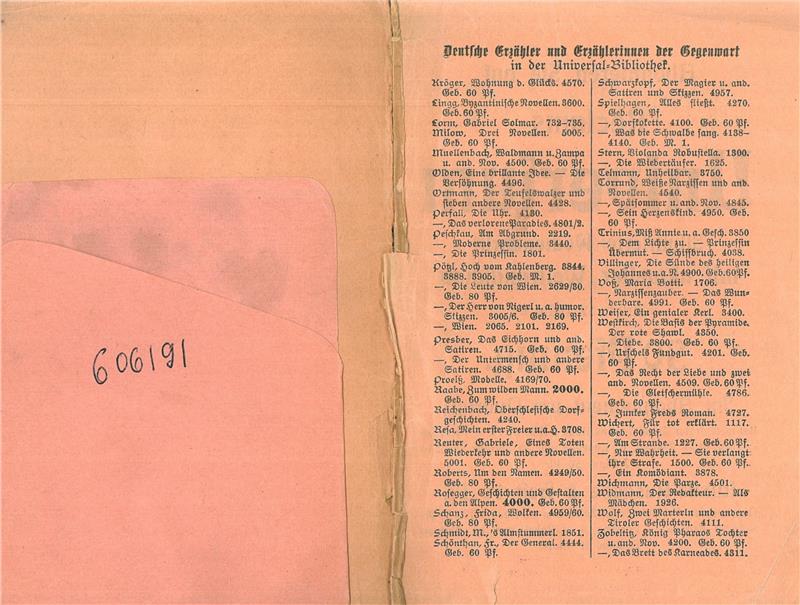 606191
Deutsche Erzähler und Erzählerinnen der Gegenwart
in der Universal-Bibliothek.
Kröger, Wohnung d. Glücks. 4570.
Geb. 60 Pf.
Lingg, Byzantinische Novellen. 3600.
Geb. 60 Pf.
Lorm, Gabriel Solmar. 732–735.
Milow, Drei Novellen. 5005.
Geb. 60 Pf.
Muellenbach, Waldmann u. Zampa
u. and. Nov. 4500. Geb. 60 Pf.
Olden, Eine brillante Idee. — Die
Versöhnung. 4496.
Ortmann, Der Teufelswalzer und
sieben andere Novellen. 4428.
Perfall, Die Uhr. 4130.
—, Das verlorene Paradies. 4801/2.
Peschkau, Am Abgrund. 2219.
—, Moderne Probleme. 3440.
—, Die Prinzessin. 1801.
Pötzl, Hoch vom Kahlenberg. 3844.
3888. 3905. Geb. M. 1.
—, Die Leute von Wien. 2629/30.
Geb. 80 Pf.
—, Der Herr von Nigerl u. a. humor.
Skizzen. 3005/6. Geb. 80 Pf.
—, Wien. 2065. 2101. 2169.
Presber, Das Eichhorn und and.
Satiren. 4715. Geb. 60 Pf.
—, Der Untermensch und andere
Satiren. 4688. Geb. 60 Pf.
Proelß, Modelle. 4169/70.
Raabe, Zum wilden Mann. 2000.
Geb. 60 Pf.
Reichenbach, Oberschlesische Dorf-
geschichten. 4240.
Resa, Mein erster Freier u. a. H. 3708.
Reuter, Gabriele, Eines Toten
Wiederkehr und andere Novellen.
5001. Geb. 60 Pf.
Roberts, Um den Namen. 4249/50.
Geb. 80 Pf.
Rosegger, Geschichten und Gestalten
a. den Alpen. 4000. Geb. 60 Pf.
Schanz, Frida, Wolken. 4959/60.
Geb. 80 Pf.
Schmidt, M., 's Almstummerl. 1851.
Schönthan, Fr., Der General. 4444.
Geb. 60 Pf.
Schwarzkopf, Der Magier u. and.
Satiren und Skizzen. 4957.
Spielhagen, Alles fließt. 4270.
Geb. 60 Pf.
—, Dorfkokette. 4100. Geb. 60 Pf.
—, Was die Schwalbe sang. 4138–
4140. Geb. M. 1.
Stern, Violanda Robustella. 1300.
—, Die Wiedertäufer. 1625.
Telmann, Unheilbar. 3750.
Torrund, Weiße Narzissen und and.
Novellen. 4540.
—, Spätsommer u. and. Nov. 4845.
—, Sein Herzenskind. 4950. Geb.
60 Pf.
Trinius, Miß Annie u. a. Gesch. 3850
—, Dem Lichte zu. — Prinzessin
Übermut. — Schiffbruch. 4038.
Villinger, Die Sünde des heiligen
Johannes u. a. N. 4900. Geb. 60 Pf.
Voß, Maria Botti. 1706.
—, Narzissenzauber. — Das Wun-
derbare. 4991. Geb. 60 Pf.
Weiser, Ein genialer Kerl. 3400.
Westkirch, Die Basis der Pyramide.
Der rote Shawl. 4350.
—, Diebe. 3800. Geb. 60 Pf.
—, Urschels Fundgut. 4201. Geb.
60 Pf.
—, Das Recht der Liebe und zwei
and. Novellen. 4509. Geb. 60 Pf.
—, Die Gletschermühle. 4786.
Geb. 60 Pf.
—, Junker Freds Roman. 4727.
Wichert, Für tot erklärt. 1117.
Geb. 60 Pf.
—, Am Strande. 1227. Geb. 60 Pf.
—, Nur Wahrheit. — Sie verlangt
ihre Strafe. 1500. Geb. 60 Pf.
—, Ein Komödiant. 3878.
Wichmann, Die Parze. 4501.
Widmann, Der Redakteur. — Als
Mädchen. 1926.
Wolf, Zwei Marterln und andere
Tiroler Geschichten. 4111.
Zobeltitz, König Pharaos Tochter
u. and. Nov. 4200. Geb. 60 Pf.
—, Das Brett des Karneades. 4311.